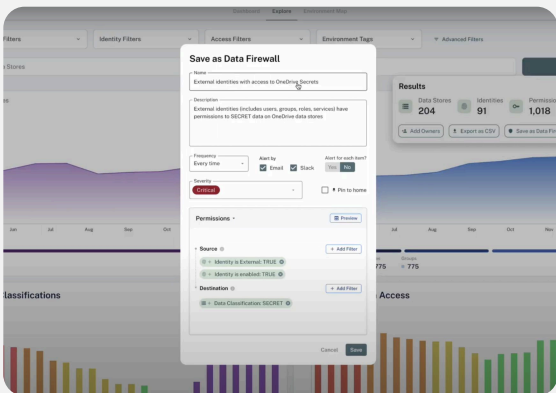 Dashboard Explore Environment Map
Filters Identity Filters Access Filters Environment Tags + Advanced Filters
Stores
Save as Data Firewall
Name
External identities with access to OneDrive Secrets
Description
External identities (includes users, groups, roles, services) have
permissions to SECRET data on OneDrive data stores
Frequency
Every time
Alert by
Email Slack
Alert for each item?
Yes No
Severity
Critical
Pin to home
Permissions
Preview
Source
+ Add Filter
Identity is External: TRUE
Identity is enabled: TRUE
Destination
+ Add Filter
Data Classification: SECRET
Cancel Save
Results
Data Stores
204
Identities
91
Permissio
1,018
Add Owners Export as CSV Save as Data Fir
Jun Jul Aug Sep Oct
Jul Aug Sep Oct Nov
Groups
775 775
lassifications
Access